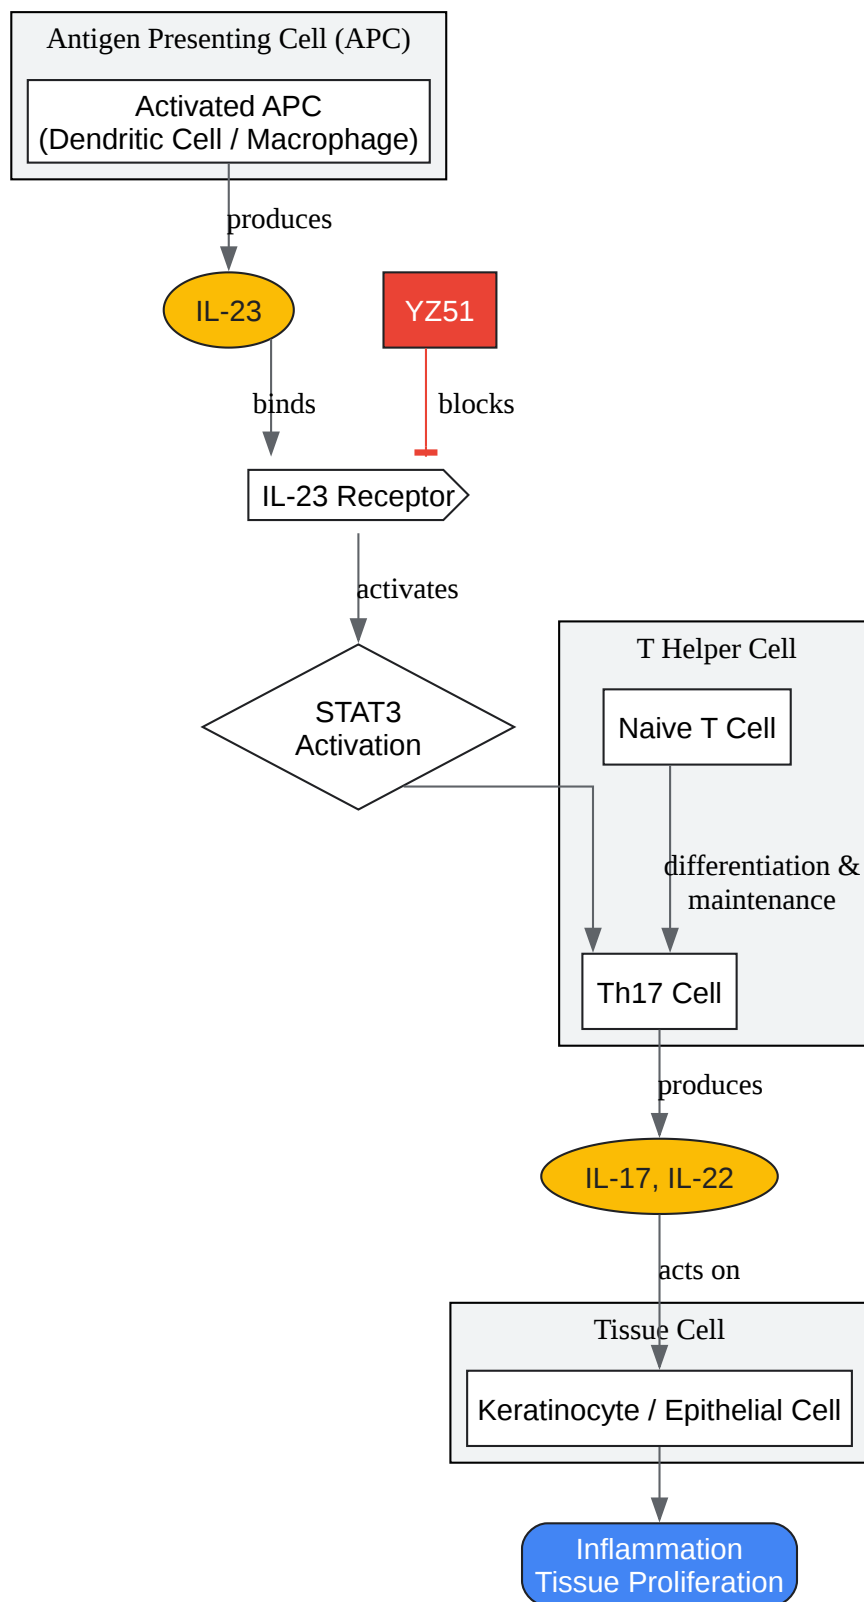 Antigen Presenting Cell (APC)
Activated APC
(Dendritic Cell / Macrophage)
produces
IL-23
YZ51
binds
blocks
IL-23 Receptor
activates
T Helper Cell
STAT3
Activation
Naive T Cell
differentiation &
maintenance
Th17 Cell
produces
IL-17, IL-22
acts on
Tissue Cell
Keratinocyte / Epithelial Cell
Inflammation
Tissue Proliferation